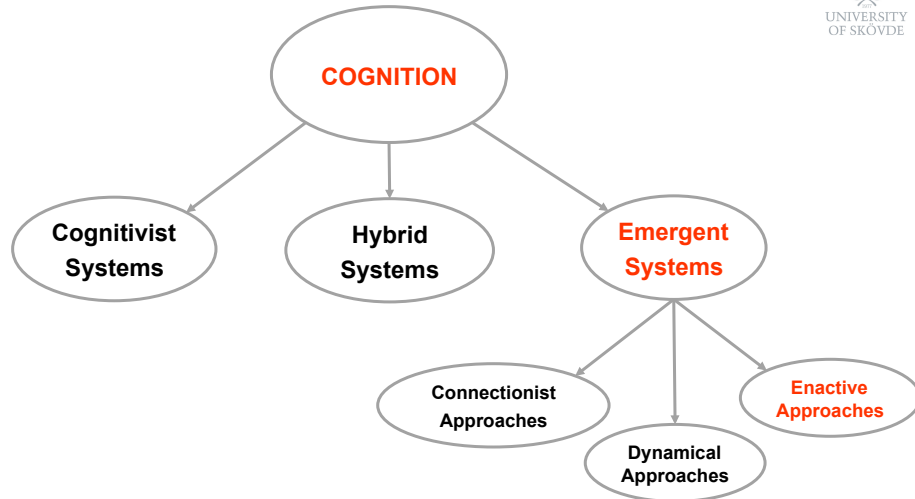 UNIVERSITY
OF SKÖVDE
COGNITION
Cognitivist
Systems
Hybrid
Systems
Emergent
Systems
Connectionist
Approaches
Dynamical
Approaches
Enactive
Approaches